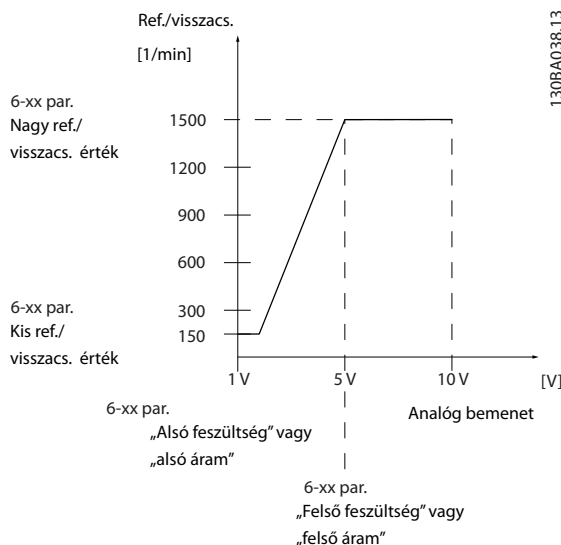 Ref./visszacs.
[1/min]
130BA038.13
6-xx par.
Nagy ref./
visszacs. érték
1500
1200
900
600
300
150
6-xx par.
Kis ref./
visszacs. érték
1 V
5 V
10 V
[V]
6-xx par.
„Alsó feszültség” vagy
„alsó áram”
Analóg bemenet
6-xx par.
„Felső feszültség” vagy
„felső áram”